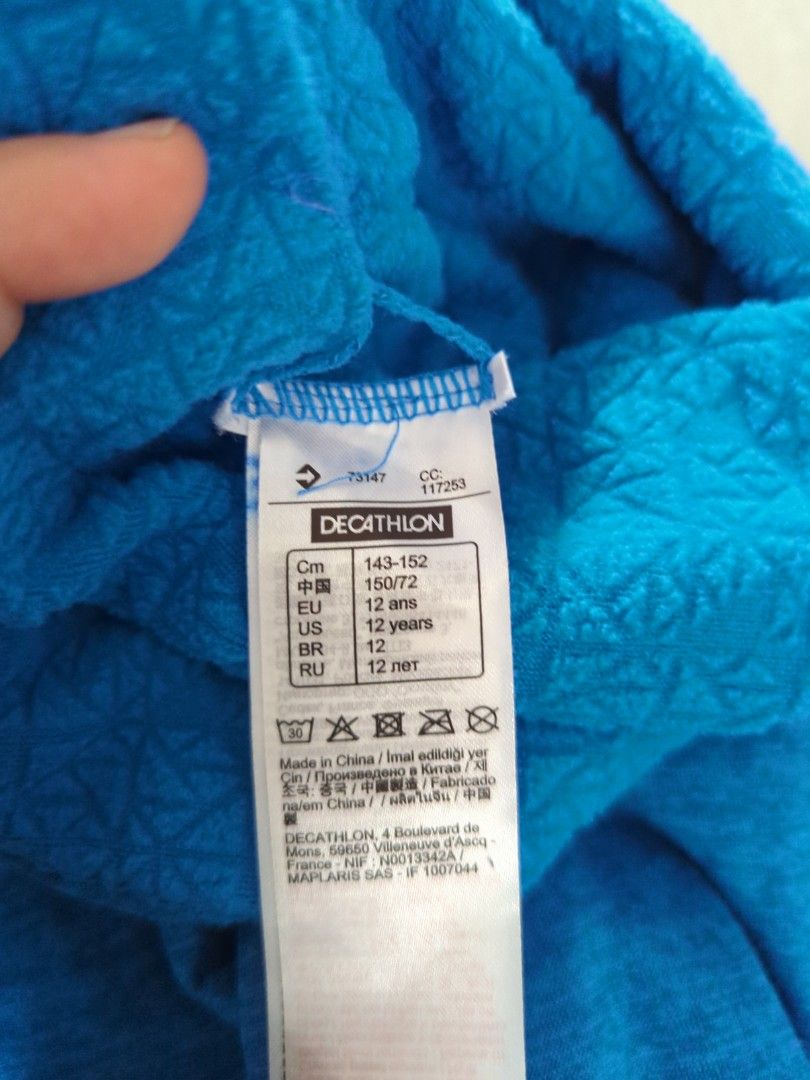 73147 CC:
117253
DECATHLON
Cm 143-152
中国 150/72
EU 12 ans
US 12 years
BR 12
RU 12 лет
30
Made in China / İmal edildiği yer
Çin / Произведено в Китае / 제
조국: 중국 / 中國製造 / Fabricado
na/em China / / ผลิตในจีน / 中国
製
DECATHLON, 4 Boulevard de
Mons, 59650 Villeneuve d'Ascq -
France - NIF : N0013342A /
MAPLARIS SAS - IF 1007044